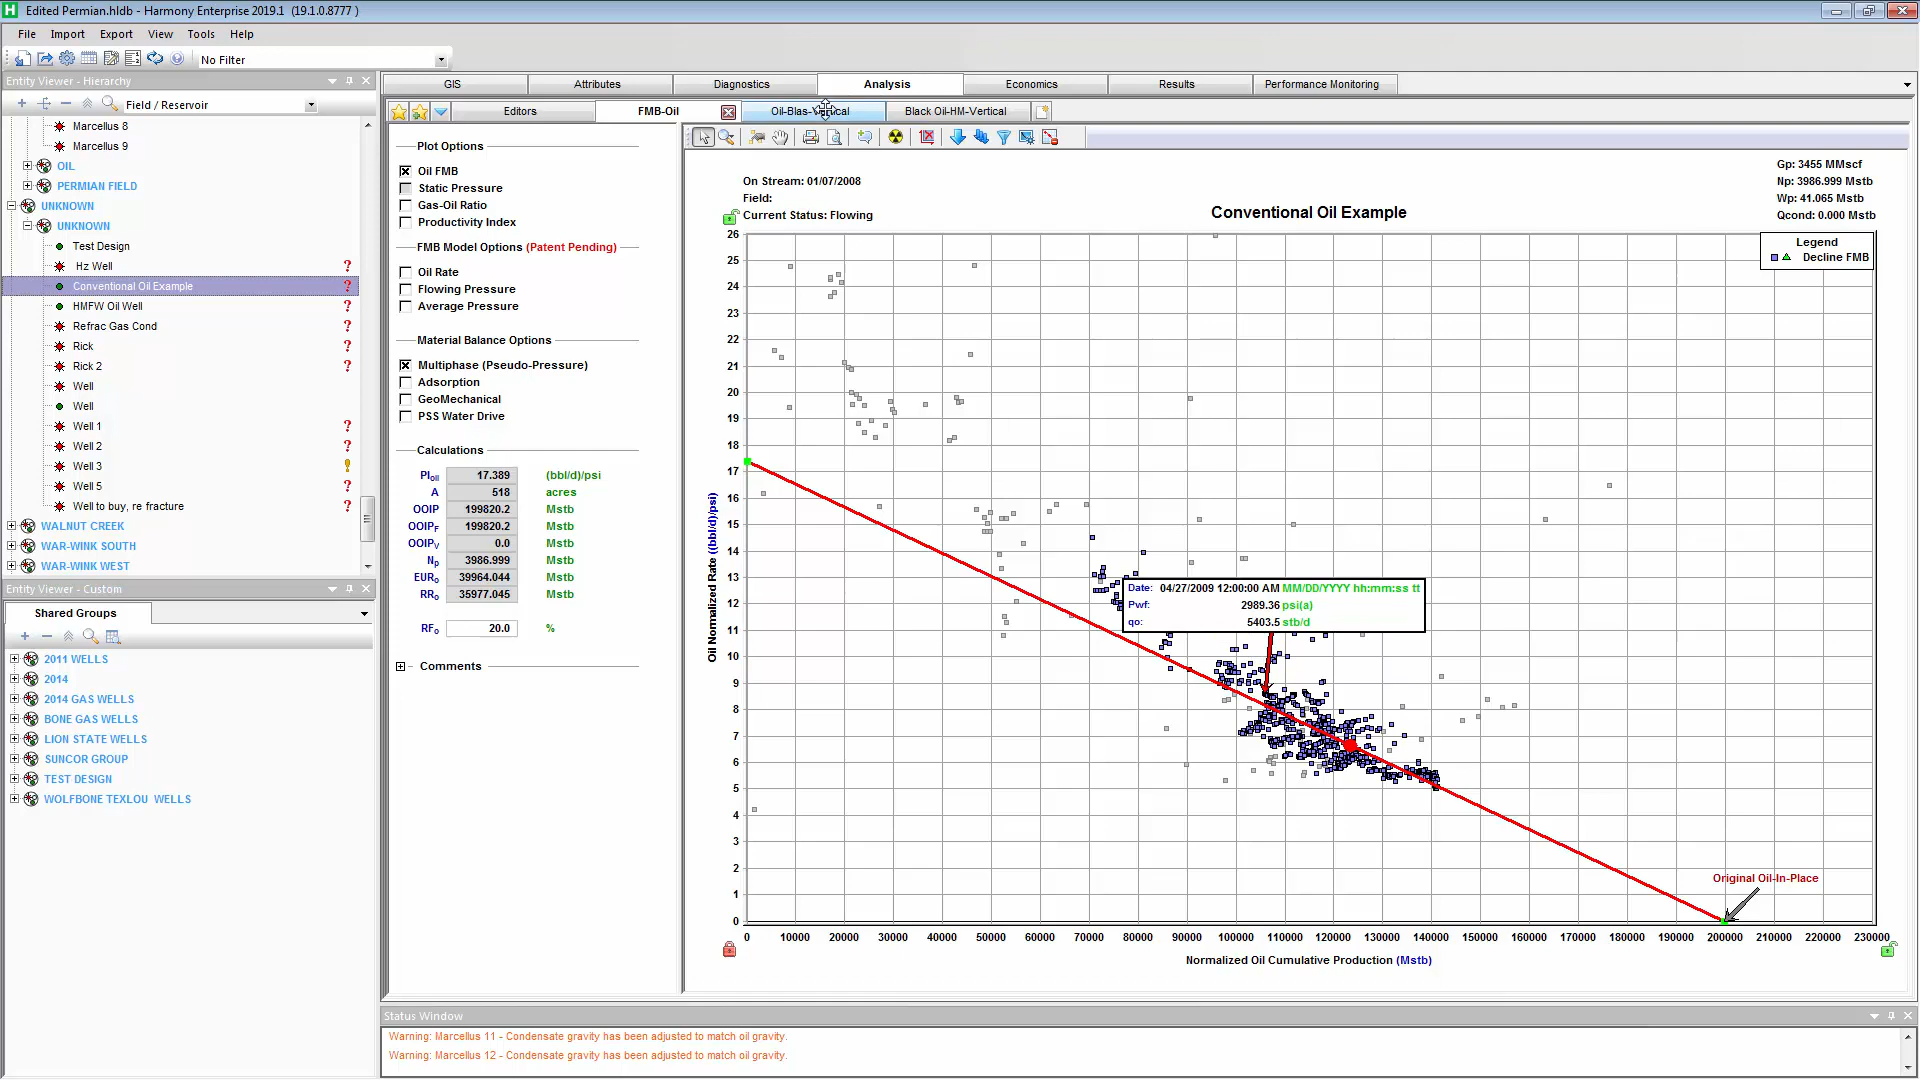 Edited Permian.hldb - Harmony Enterprise 2019.1 (19.1.0.8777 )
File Import Export View Tools Help
No Filter
Entity Viewer - Hierarchy
Field / Reservoir
Marcellus 8
Marcellus 9
OIL
PERMIAN FIELD
UNKNOWN
UNKNOWN
Test Design
Hz Well ?
Conventional Oil Example ?
HMFW Oil Well ?
Refrac Gas Cond ?
Rick ?
Rick 2 ?
Well
Well
Well 1 ?
Well 2 ?
Well 3
Well 5 ?
Well to buy, re fracture ?
WALNUT CREEK
WAR-WINK SOUTH
WAR-WINK WEST
Entity Viewer - Custom
Shared Groups
2011 WELLS
2014
2014 GAS WELLS
BONE GAS WELLS
LION STATE WELLS
SUNCOR GROUP
TEST DESIGN
WOLFBONE TEXLOU WELLS
GIS Attributes Diagnostics Analysis Economics Results Performance Monitoring
Editors FMB-Oil Oil-Blas-Vertical Black Oil-HM-Vertical
Plot Options
Oil FMB
Static Pressure
Gas-Oil Ratio
Productivity Index
FMB Model Options (Patent Pending)
Oil Rate
Flowing Pressure
Average Pressure
Material Balance Options
Multiphase (Pseudo-Pressure)
Adsorption
GeoMechanical
PSS Water Drive
Calculations
PIoil 17.389 (bbl/d)/psi
A 518 acres
OOIP 199820.2 Mstb
OOIPF 199820.2 Mstb
OOIPV 0.0 Mstb
Np 3986.999 Mstb
EURo 39964.044 Mstb
RRo 35977.045 Mstb
RFo 20.0 %
Comments
On Stream: 01/07/2008
Field:
Current Status: Flowing
Conventional Oil Example
Gp: 3455 MMscf
Np: 3986.999 Mstb
Wp: 41.065 Mstb
Qcond: 0.000 Mstb
Legend
Decline FMB
Oil Normalized Rate ((bbl/d)/psi)
26
25
24
23
22
21
20
19
18
17
16
15
14
13
12
11
10
9
8
7
6
5
4
3
2
1
0
Date: 04/27/2009 12:00:00 AM MM/DD/YYYY hh:mm:ss tt
Pwf: 2989.36 psi(a)
qo: 5403.5 stb/d
Original Oil-In-Place
0 10000 20000 30000 40000 50000 60000 70000 80000 90000 100000 110000 120000 130000 140000 150000 160000 170000 180000 190000 200000 210000 220000 230000
Normalized Oil Cumulative Production (Mstb)
Status Window
Warning: Marcellus 11 - Condensate gravity has been adjusted to match oil gravity.
Warning: Marcellus 12 - Condensate gravity has been adjusted to match oil gravity.